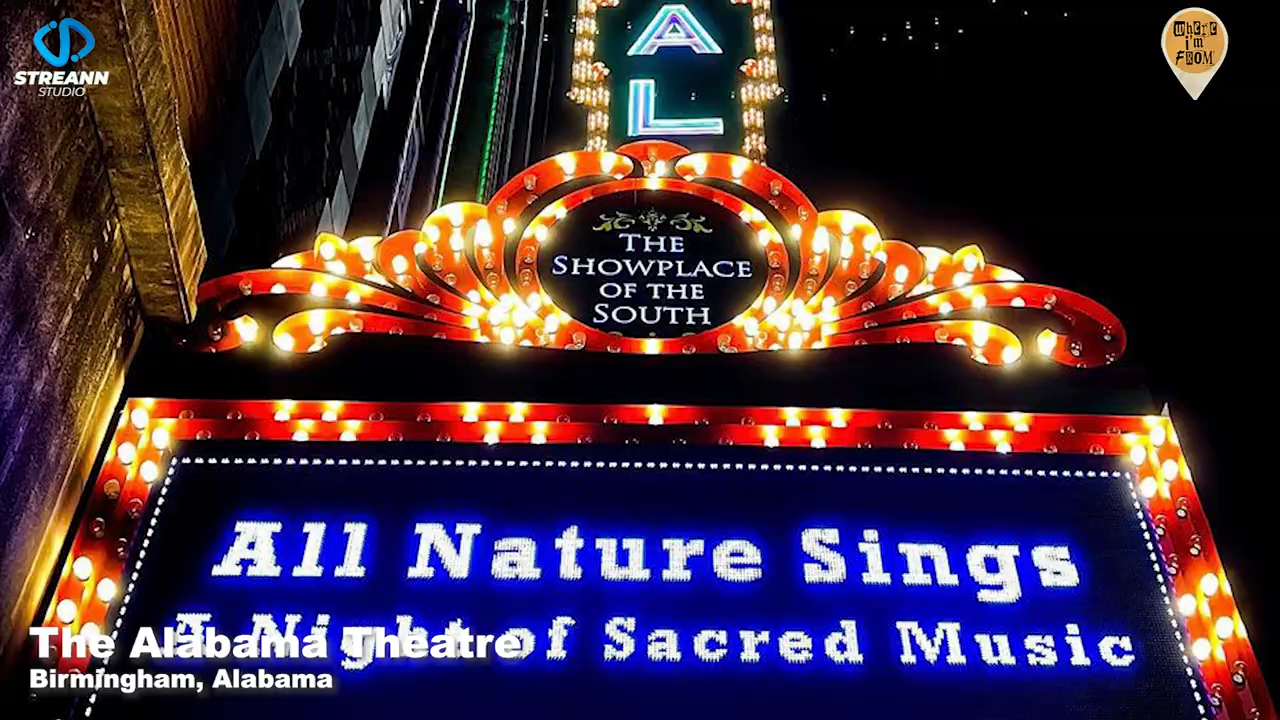 STREANN
STUDIO
where
i'm
FROM
A
L
THE
SHOWPLACE
OF THE
SOUTH
All Nature Sings
A Night of Sacred Music
The Alabama Theatre
Birmingham, Alabama